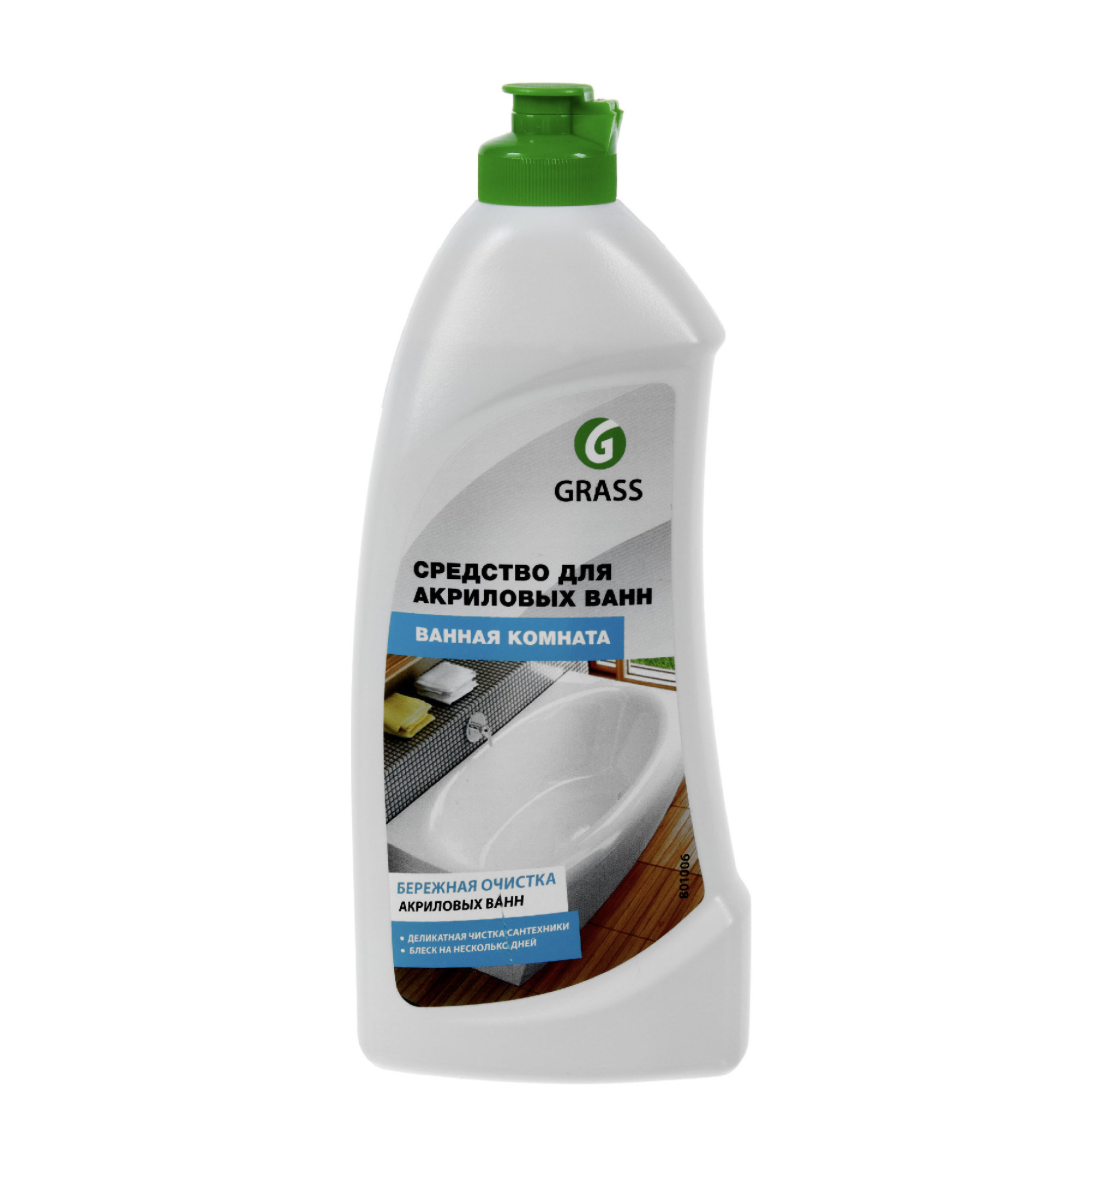 G
GRASS
СРЕДСТВО ДЛЯ
АКРИЛОВЫХ ВАНН
ВАННАЯ КОМНАТА
БЕРЕЖНАЯ ОЧИСТКА
АКРИЛОВЫХ ВАНН
• ДЕЛИКАТНАЯ ЧИСТКА САНТЕХНИКИ
• БЛЕСК НА НЕСКОЛЬКО ДНЕЙ
801006